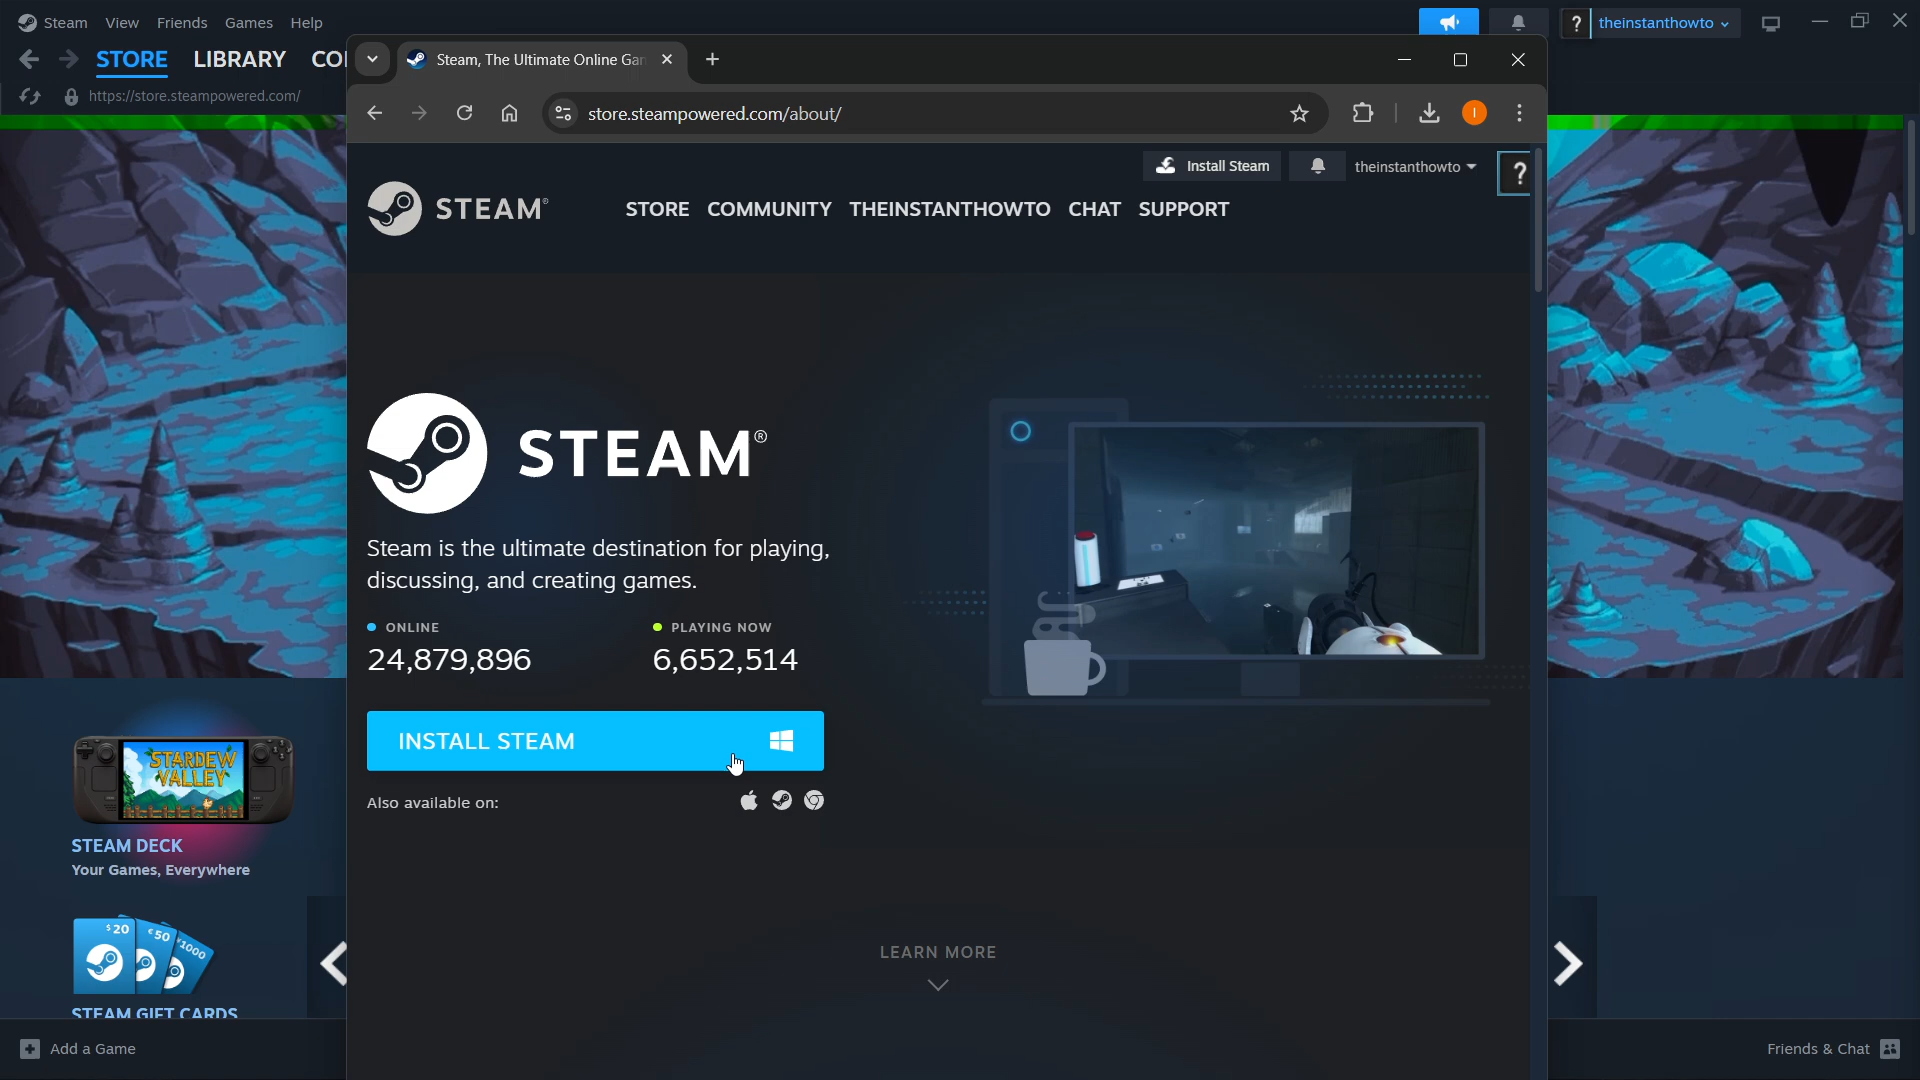 Steam View Friends Games Help
theinstanthowto
STORE LIBRARY CO
https://store.steampowered.com/
Steam, The Ultimate Online Gar
store.steampowered.com/about/
I
Install Steam
theinstanthowto
?
STEAM®
STORE COMMUNITY THEINSTANTHOWTO CHAT SUPPORT
STEAM®
Steam is the ultimate destination for playing,
discussing, and creating games.
ONLINE
24,879,896
PLAYING NOW
6,652,514
INSTALL STEAM
Also available on:
LEARN MORE
STARDEW
VALLEY
STEAM DECK
Your Games, Everywhere
$20 €50 ¥1000
STEAM GIFT CARDS
Add a Game
Friends & Chat